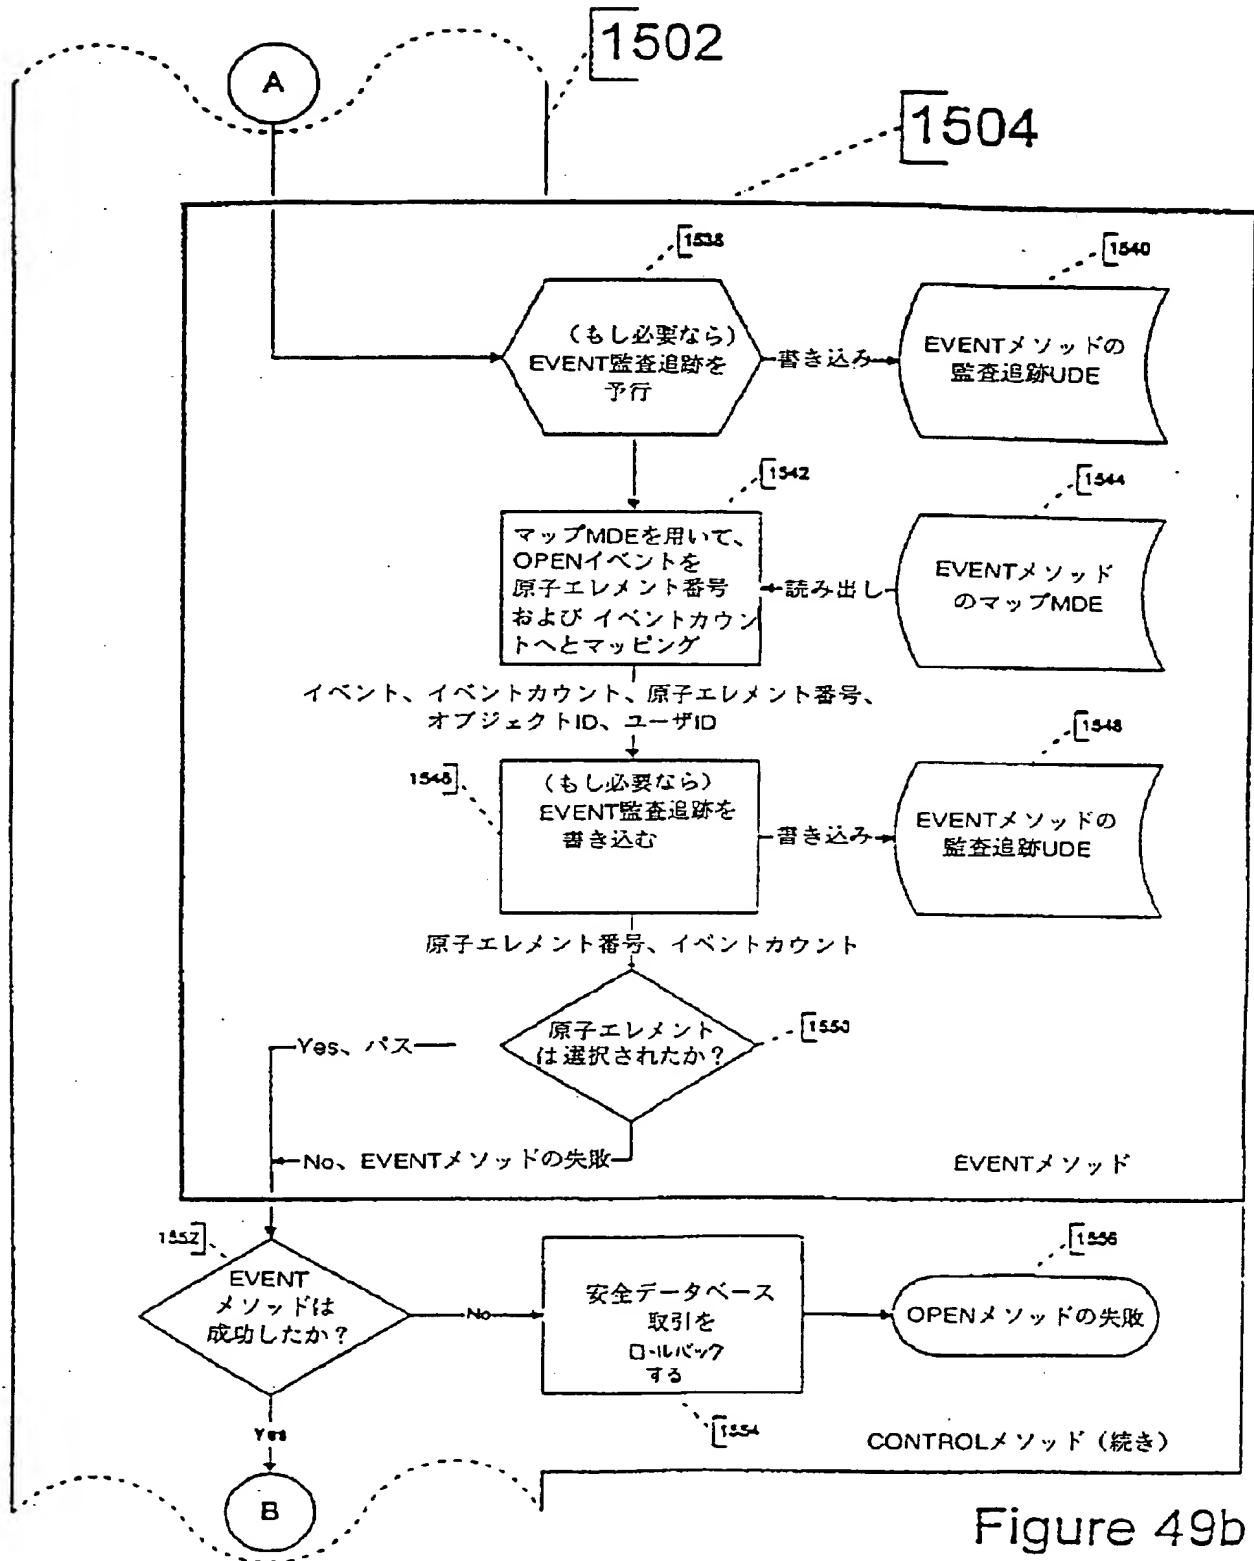 1502
A
1504
1538
1540
(もし必要なら)
EVENT監査追跡を
予行
書き込み
EVENTメソッドの
監査追跡UDE
1542
1544
マップMDEを用いて、
OPENイベントを
原子エレメント番号
および イベントカウン
トへとマッピング
読み出し
EVENTメソッド
のマップMDE
イベント、イベントカウント、原子エレメント番号、
オブジェクトID、ユーザID
1546
1548
(もし必要なら)
EVENT監査追跡を
書き込む
書き込み
EVENTメソッドの
監査追跡UDE
原子エレメント番号、イベントカウント
1550
原子エレメント
は選択されたか?
Yes、パス
No、EVENTメソッドの失敗
EVENTメソッド
1552
EVENT
メソッドは
成功したか?
No
安全データベース
取引を
ロールバック
する
1556
OPENメソッドの失敗
1554
Yes
CONTROLメソッド(続き)
B
Figure 49b